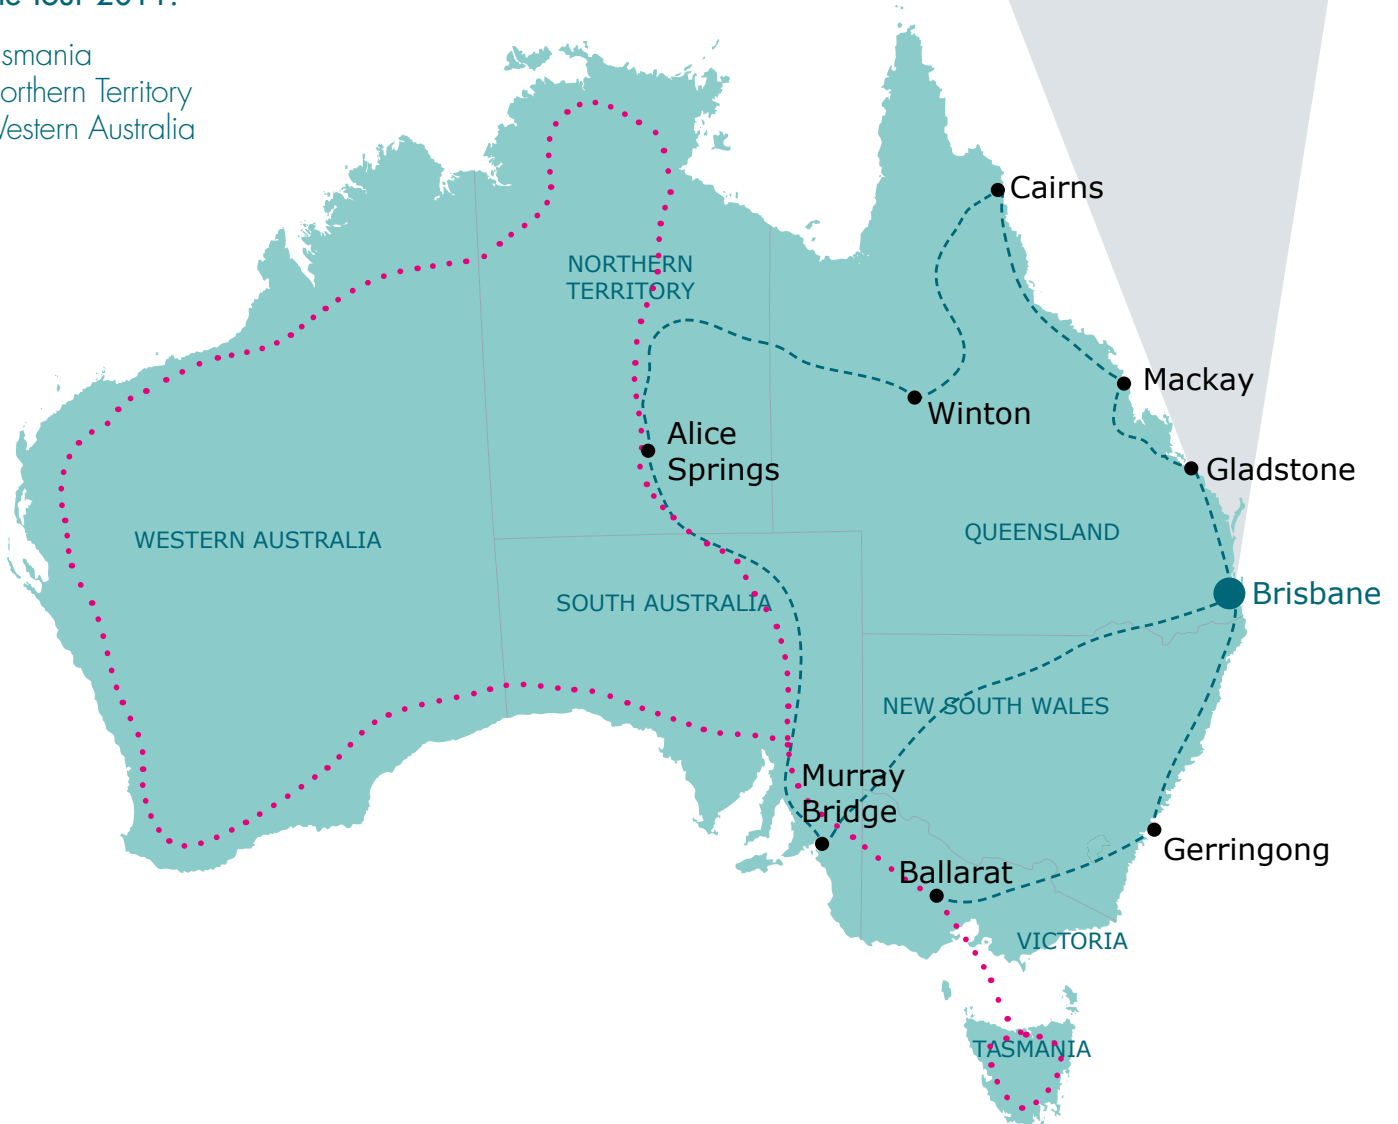 smania
orthern Territory
Western Australia
Cairns
NORTHERN
TERRITORY
Mackay
Winton
Alice
Springs
Gladstone
QUEENSLAND
WESTERN AUSTRALIA
Brisbane
SOUTH AUSTRALIA
NEW SOUTH WALES
Murray
Bridge
Gerringong
Ballarat
VICTORIA
TASMANIA